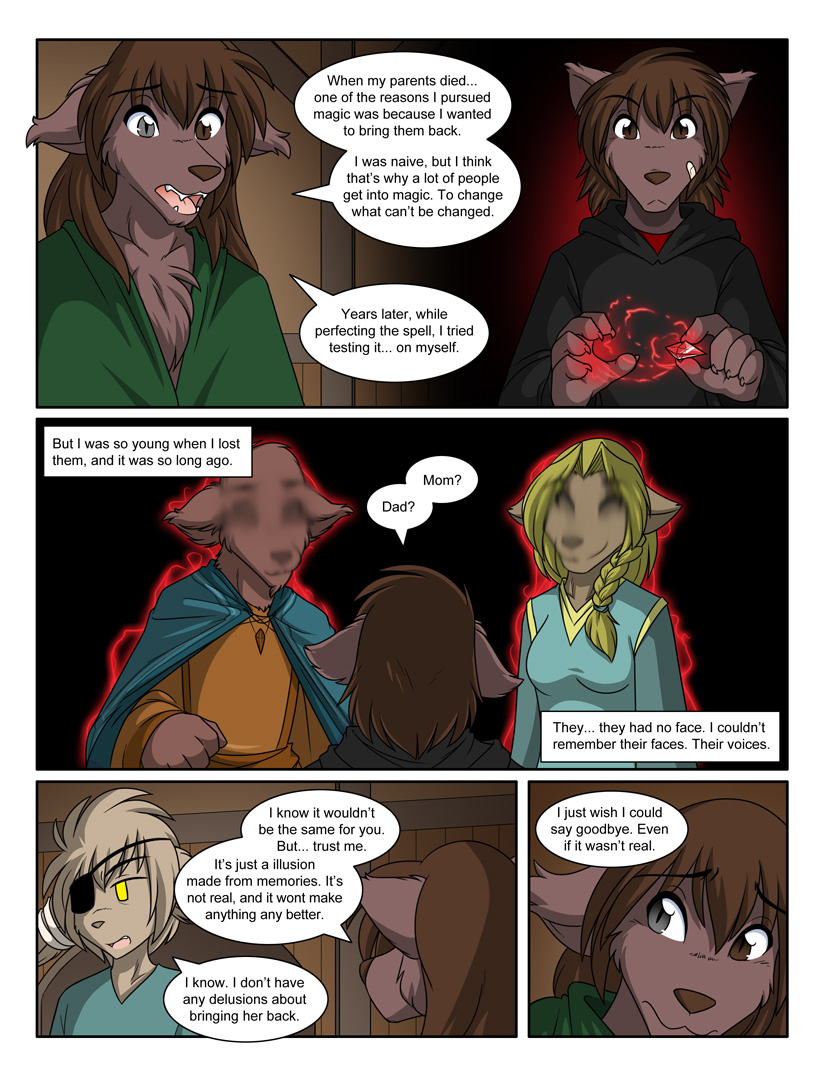 When my parents died...
one of the reasons I pursued
magic was because I wanted
to bring them back.
I was naive, but I think
that's why a lot of people
get into magic. To change
what can't be changed.
Years later, while
perfecting the spell, I tried
testing it... on myself.
But I was so young when I lost
them, and it was so long ago.
Mom?
Dad?
They... they had no face. I couldn't
remember their faces. Their voices.
I know it wouldn't
be the same for you.
But... trust me.
It's just a illusion
made from memories. It's
not real, and it wont make
anything any better.
I know. I don't have
any delusions about
bringing her back.
I just wish I could
say goodbye. Even
if it wasn't real.